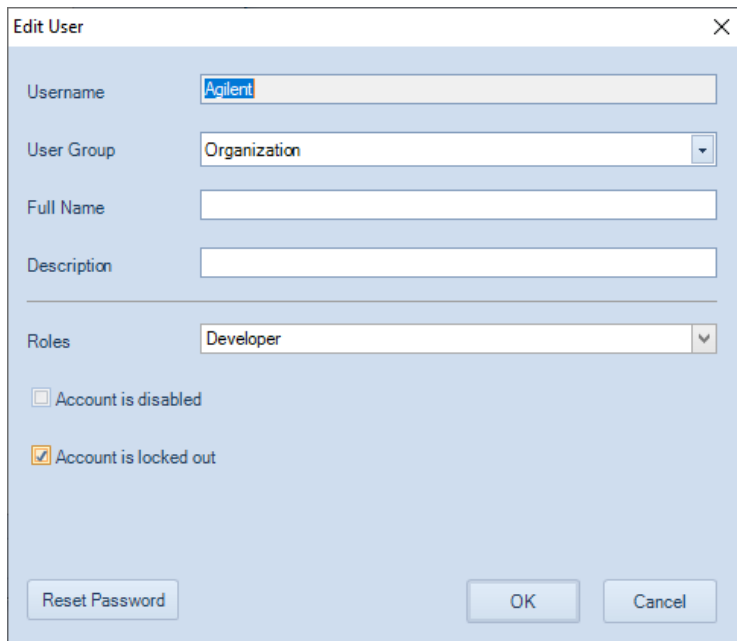 Edit User
Username Agilent
User Group Organization
Full Name
Description
Roles Developer
Account is disabled
Account is locked out
Reset Password OK Cancel